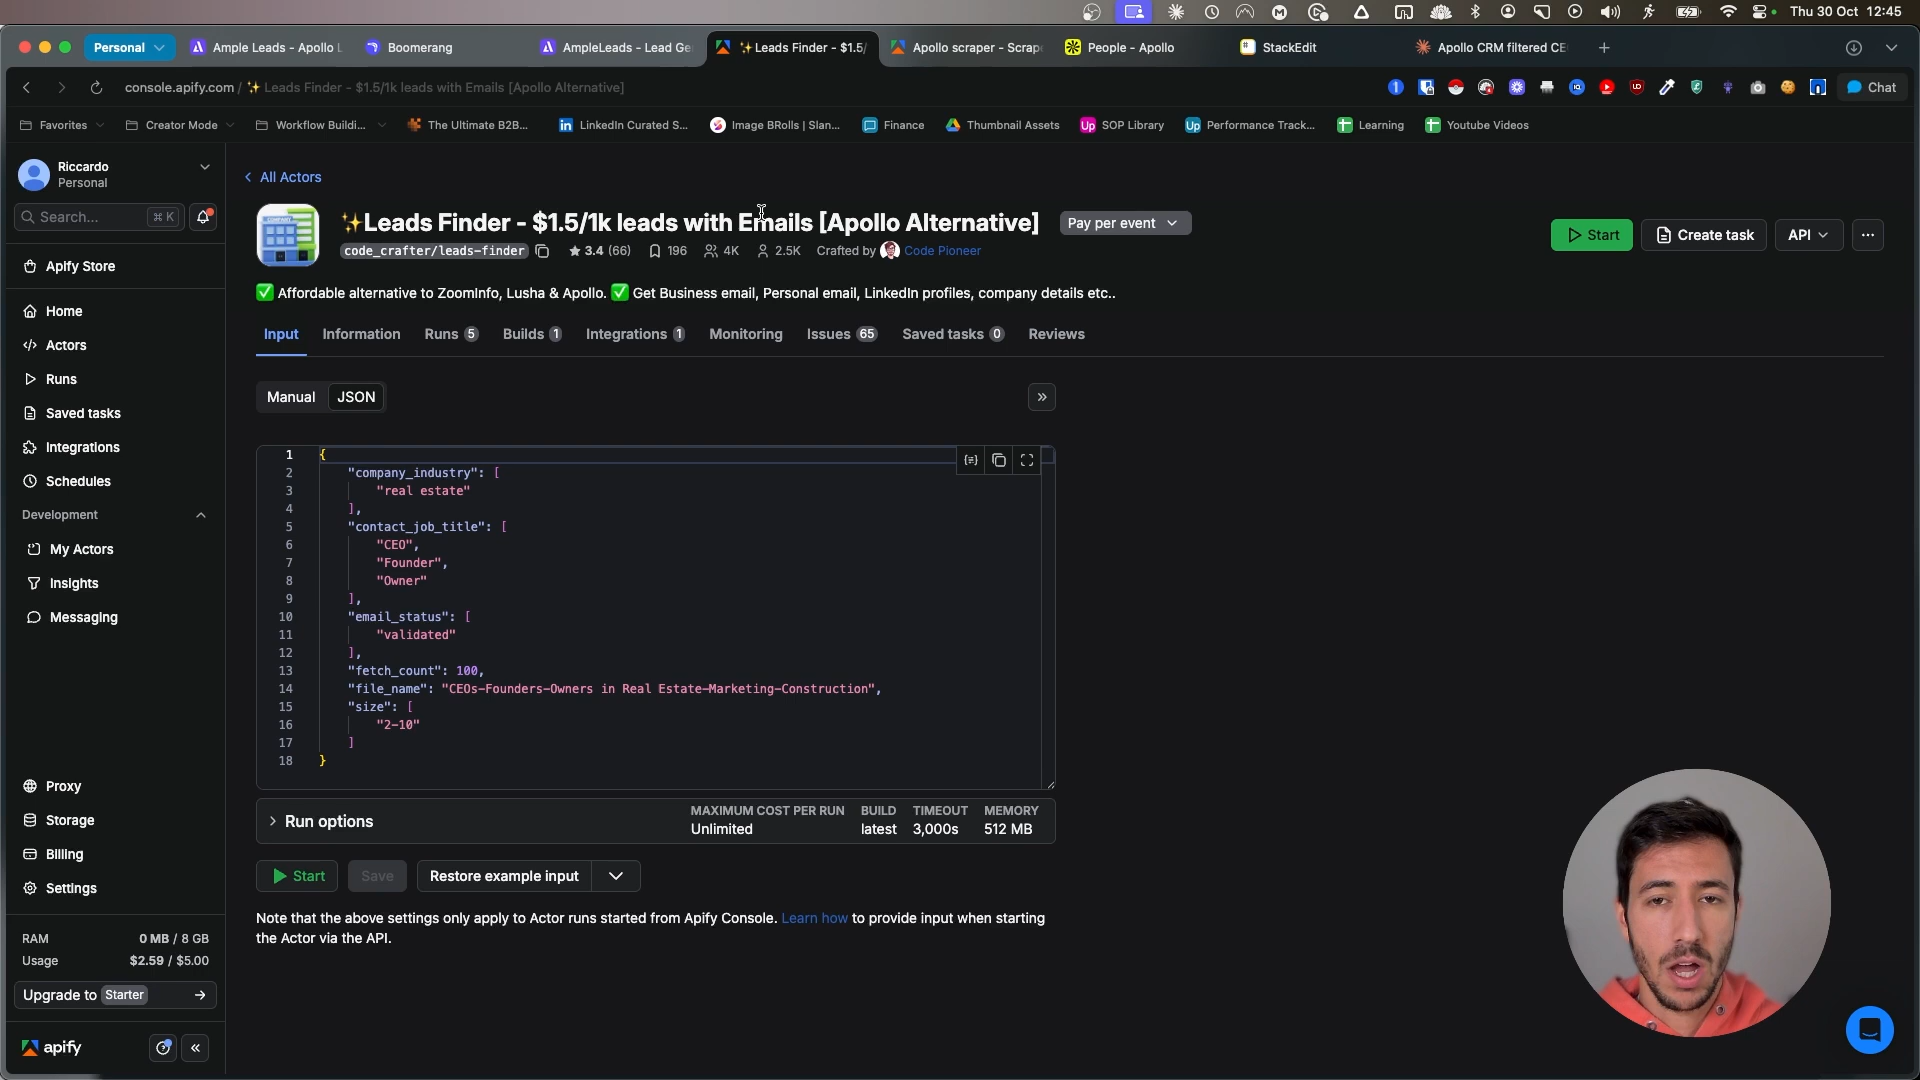 Thu 30 Oct 12:45
Personal
Ample Leads - Apollo L
Boomerang
AmpleLeads - Lead Ge
✨Leads Finder - $1.5/
Apollo scraper - Scrap
People - Apollo
StackEdit
Apollo CRM filtered CE
console.apify.com / ✨ Leads Finder - $1.5/1k leads with Emails [Apollo Alternative]
Chat
Favorites
Creator Mode
Workflow Buildi...
The Ultimate B2B...
LinkedIn Curated S...
Image BRolls | Slan...
Finance
Thumbnail Assets
SOP Library
Performance Track...
Learning
Youtube Videos
Riccardo
Personal
Search...
⌘ K
Apify Store
Home
Actors
Runs
Saved tasks
Integrations
Schedules
Development
My Actors
Insights
Messaging
Proxy
Storage
Billing
Settings
RAM 0 MB / 8 GB
Usage $2.59 / $5.00
Upgrade to Starter
apify
All Actors
✨Leads Finder - $1.5/1k leads with Emails [Apollo Alternative]
Pay per event
code_crafter/leads-finder
3.4 (66)
196
4K
2.5K
Crafted by Code Pioneer
Start
Create task
API
✅ Affordable alternative to ZoomInfo, Lusha & Apollo. ✅ Get Business email, Personal email, LinkedIn profiles, company details etc..
Input
Information
Runs 5
Builds 1
Integrations 1
Monitoring
Issues 65
Saved tasks 0
Reviews
Manual
JSON
1 {
2 "company_industry": [
3 "real estate"
4 ],
5 "contact_job_title": [
6 "CEO",
7 "Founder",
8 "Owner"
9 ],
10 "email_status": [
11 "validated"
12 ],
13 "fetch_count": 100,
14 "file_name": "CEOs-Founders-Owners in Real Estate-Marketing-Construction",
15 "size": [
16 "2-10"
17 ]
18 }
Run options
MAXIMUM COST PER RUN
Unlimited
BUILD
latest
TIMEOUT
3,000s
MEMORY
512 MB
Start
Save
Restore example input
Note that the above settings only apply to Actor runs started from Apify Console. Learn how to provide input when starting
the Actor via the API.